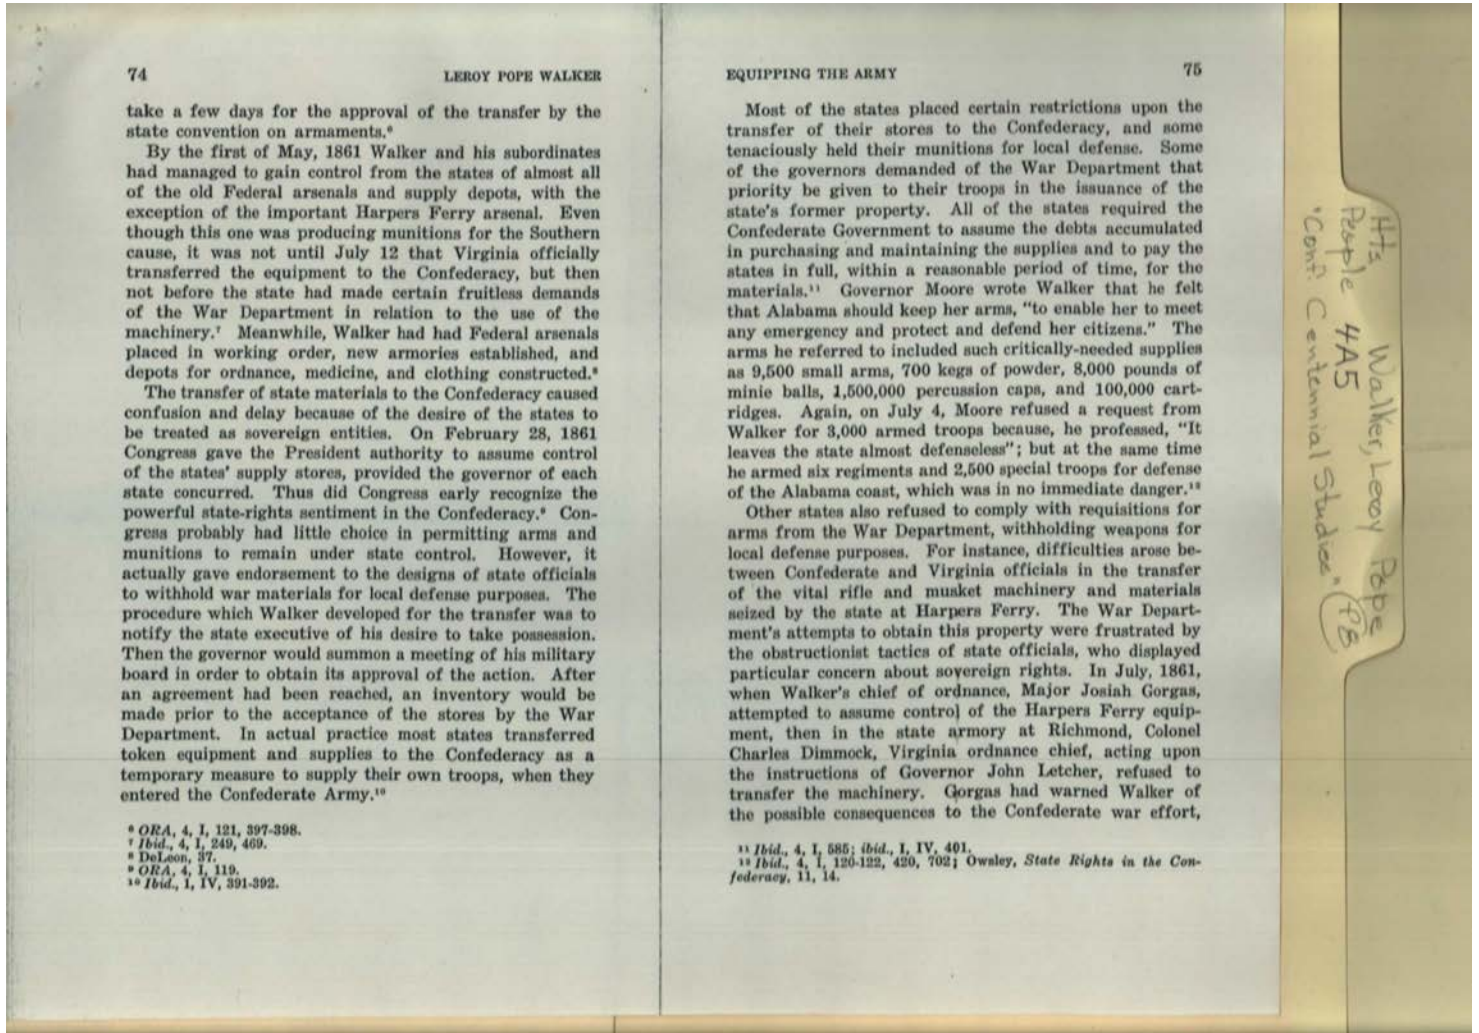 74 LEROY POPE WALKER
take a few days for the approval of the transfer by the
state convention on armaments.⁶
By the first of May, 1861 Walker and his subordinates
had managed to gain control from the states of almost all
of the old Federal arsenals and supply depots, with the
exception of the important Harpers Ferry arsenal. Even
though this one was producing munitions for the Southern
cause, it was not until July 12 that Virginia officially
transferred the equipment to the Confederacy, but then
not before the state had made certain fruitless demands
of the War Department in relation to the use of the
machinery.⁷ Meanwhile, Walker had had Federal arsenals
placed in working order, new armories established, and
depots for ordnance, medicine, and clothing constructed.⁸
The transfer of state materials to the Confederacy caused
confusion and delay because of the desire of the states to
be treated as sovereign entities. On February 28, 1861
Congress gave the President authority to assume control
of the states' supply stores, provided the governor of each
state concurred. Thus did Congress early recognize the
powerful state-rights sentiment in the Confederacy.⁹ Con-
gress probably had little choice in permitting arms and
munitions to remain under state control. However, it
actually gave endorsement to the designs of state officials
to withhold war materials for local defense purposes. The
procedure which Walker developed for the transfer was to
notify the state executive of his desire to take possession.
Then the governor would summon a meeting of his military
board in order to obtain its approval of the action. After
an agreement had been reached, an inventory would be
made prior to the acceptance of the stores by the War
Department. In actual practice most states transferred
token equipment and supplies to the Confederacy as a
temporary measure to supply their own troops, when they
entered the Confederate Army.¹⁰
⁶ ORA, 4, I, 121, 397-398.
⁷ Ibid., 4, I, 249, 469.
⁸ DeLeon, 37.
⁹ ORA, 4, I, 119.
¹⁰ Ibid., 1, IV, 391-392.
EQUIPPING THE ARMY 75
Most of the states placed certain restrictions upon the
transfer of their stores to the Confederacy, and some
tenaciously held their munitions for local defense. Some
of the governors demanded of the War Department that
priority be given to their troops in the issuance of the
state's former property. All of the states required the
Confederate Government to assume the debts accumulated
in purchasing and maintaining the supplies and to pay the
states in full, within a reasonable period of time, for the
materials.¹¹ Governor Moore wrote Walker that he felt
that Alabama should keep her arms, "to enable her to meet
any emergency and protect and defend her citizens." The
arms he referred to included such critically-needed supplies
as 9,500 small arms, 700 kegs of powder, 8,000 pounds of
minie balls, 1,500,000 percussion caps, and 100,000 cart-
ridges. Again, on July 4, Moore refused a request from
Walker for 3,000 armed troops because, he professed, "It
leaves the state almost defenseless"; but at the same time
he armed six regiments and 2,500 special troops for defense
of the Alabama coast, which was in no immediate danger.¹²
Other states also refused to comply with requisitions for
arms from the War Department, withholding weapons for
local defense purposes. For instance, difficulties arose be-
tween Confederate and Virginia officials in the transfer
of the vital rifle and musket machinery and materials
seized by the state at Harpers Ferry. The War Depart-
ment's attempts to obtain this property were frustrated by
the obstructionist tactics of state officials, who displayed
particular concern about sovereign rights. In July, 1861,
when Walker's chief of ordnance, Major Josiah Gorgas,
attempted to assume control of the Harpers Ferry equip-
ment, then in the state armory at Richmond, Colonel
Charles Dimmock, Virginia ordnance chief, acting upon
the instructions of Governor John Letcher, refused to
transfer the machinery. Gorgas had warned Walker of
the possible consequences to the Confederate war effort,
¹¹ Ibid., 4, I, 585; ibid., I, IV, 401.
¹² Ibid., 4, I, 120-122, 420, 702; Owsley, State Rights in the Con-
federacy, 11, 14.
Hts Walker, Leroy Pope
People 4A5 P8
"Cont. Centennial Studies"